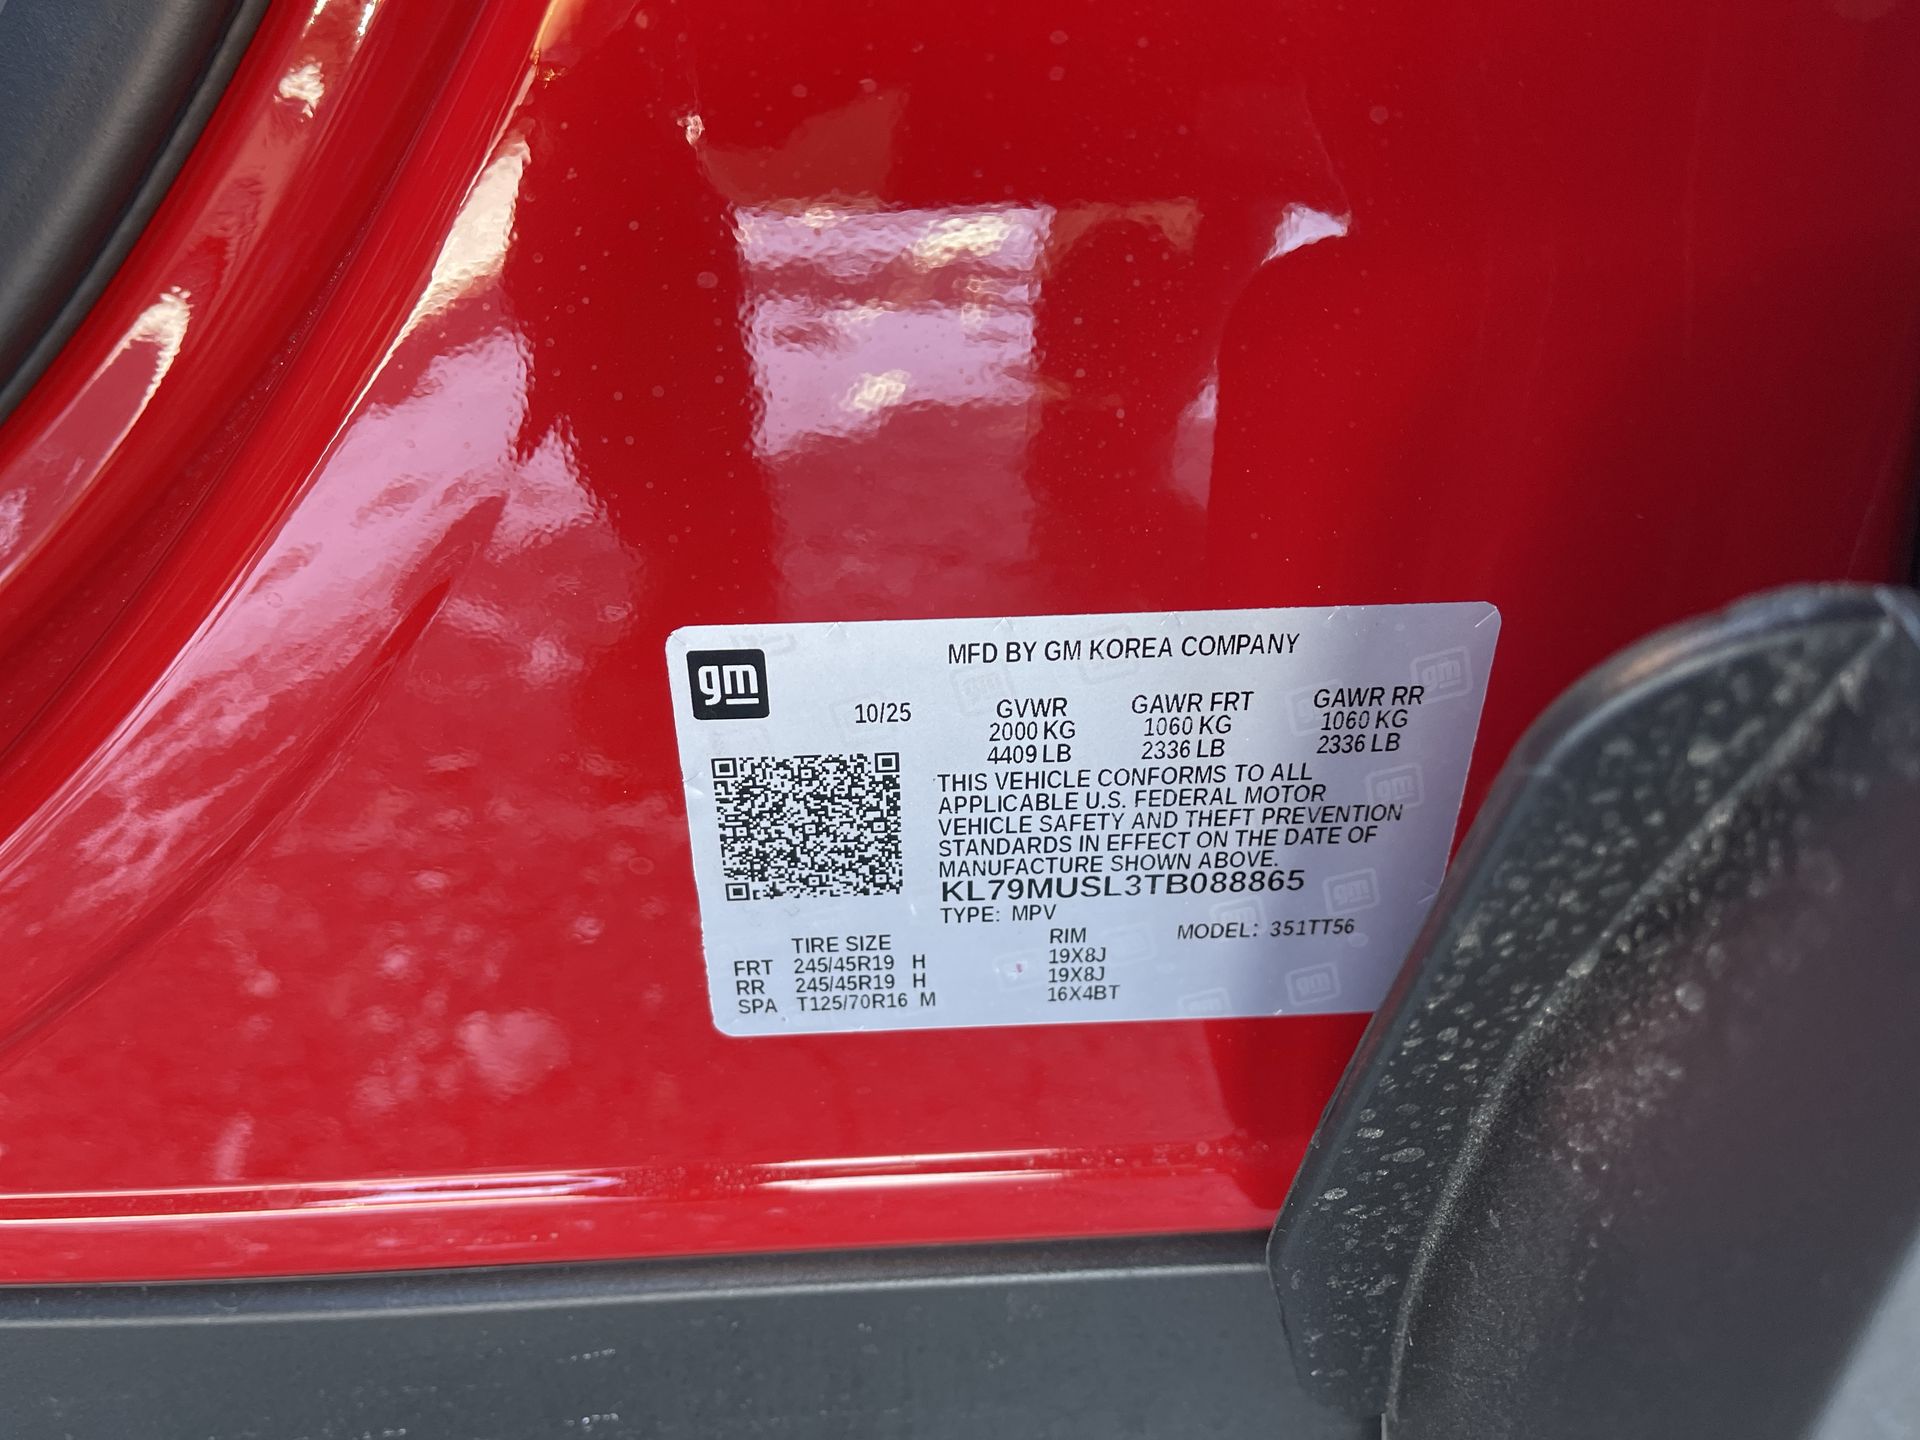 gm
MFD BY GM KOREA COMPANY
10/25 GVWR GAWR FRT GAWR RR
2000 KG 1060 KG 1060 KG
4409 LB 2336 LB 2336 LB
THIS VEHICLE CONFORMS TO ALL
APPLICABLE U.S. FEDERAL MOTOR
VEHICLE SAFETY AND THEFT PREVENTION
STANDARDS IN EFFECT ON THE DATE OF
MANUFACTURE SHOWN ABOVE.
KL79MUSL3TB088865
TYPE: MPV MODEL: 351TT56
TIRE SIZE RIM
FRT 245/45R19 H 19X8J
RR 245/45R19 H 19X8J
SPA T125/70R16 M 16X4BT